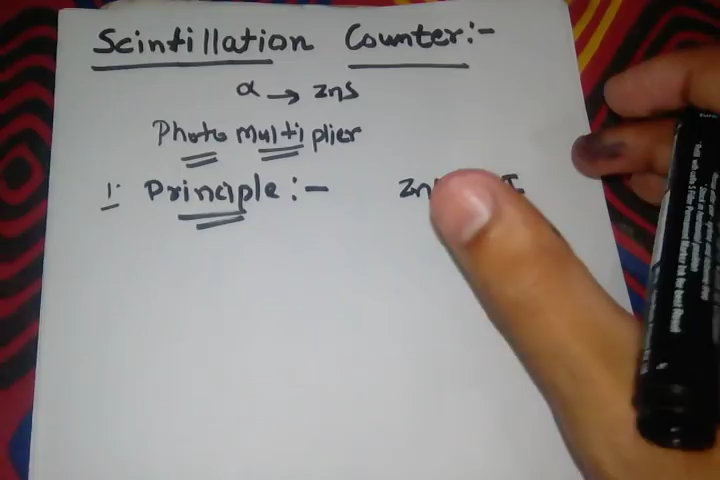 Scintillation Counter:-
α → ZnS
Photo Multiplier
1. Principle:-